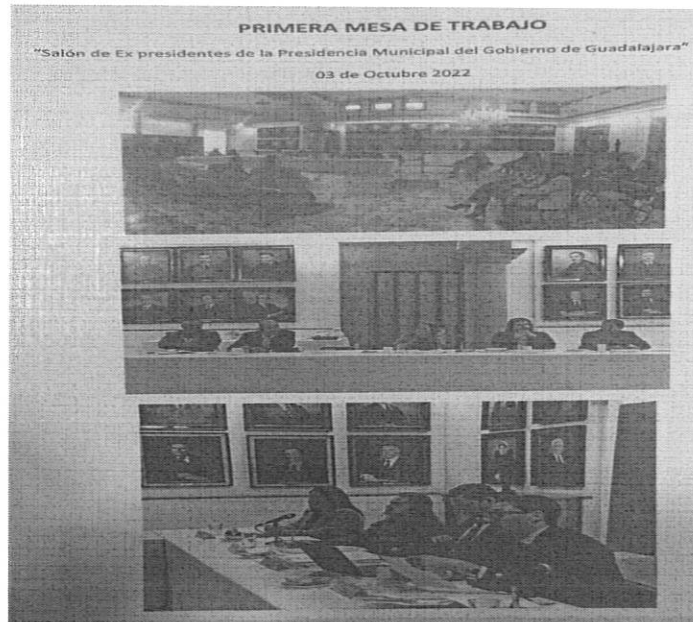 PRIMERA MESA DE TRABAJO
"Salón de Ex presidentes de la Presidencia Municipal del Gobierno de Guadalajara"
03 de Octubre 2022